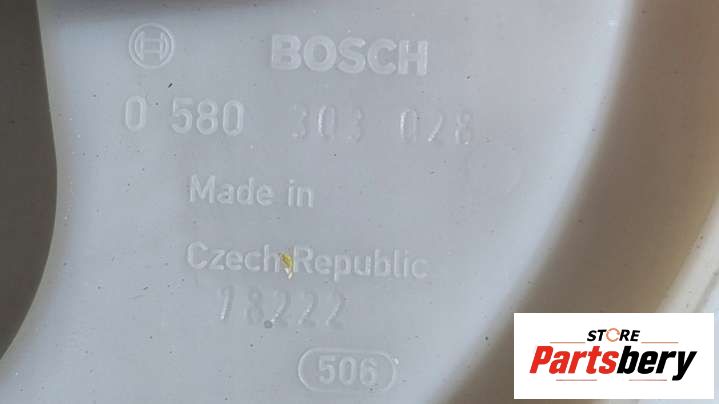 BOSCH
0 580 303 028
Made in
Czech Republic
18222
506
STORE
Partsbery